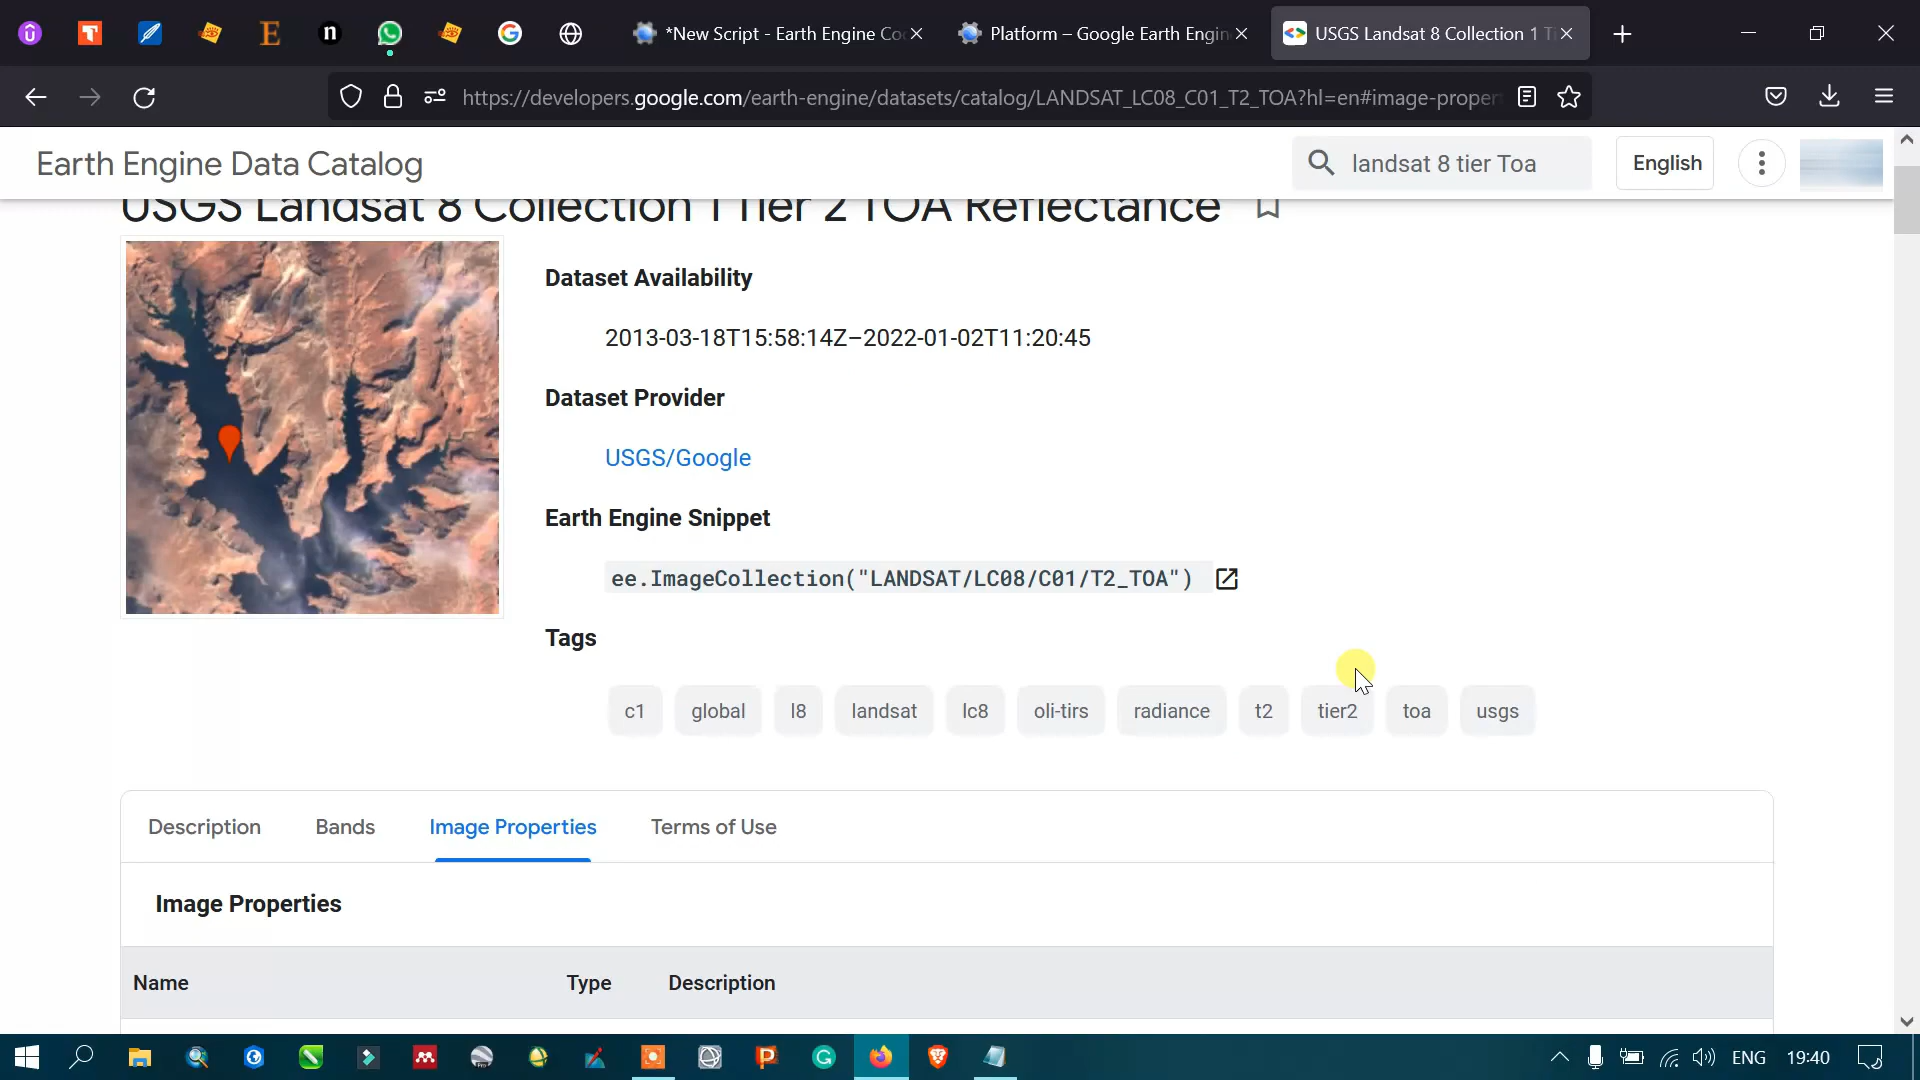 *New Script - Earth Engine Co
Platform – Google Earth Engin
USGS Landsat 8 Collection 1 T
https://developers.google.com/earth-engine/datasets/catalog/LANDSAT_LC08_C01_T2_TOA?hl=en#image-proper
Earth Engine Data Catalog
landsat 8 tier Toa
English
USGS Landsat 8 Collection 1 Tier 2 TOA Reflectance
Dataset Availability
2013-03-18T15:58:14Z–2022-01-02T11:20:45
Dataset Provider
USGS/Google
Earth Engine Snippet
ee.ImageCollection("LANDSAT/LC08/C01/T2_TOA")
Tags
c1 global l8 landsat lc8 oli-tirs radiance t2 tier2 toa usgs
Description Bands Image Properties Terms of Use
Image Properties
Name Type Description
ENG 19:40